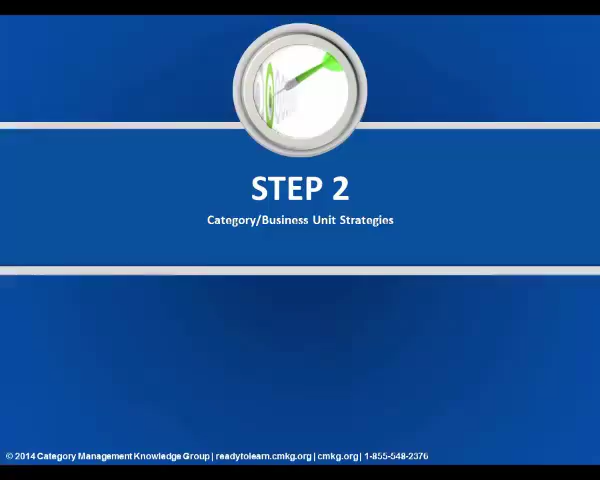 STEP 2
Category/Business Unit Strategies
© 2014 Category Management Knowledge Group | readytolearn.cmkg.org | cmkg.org | 1-855-548-2376